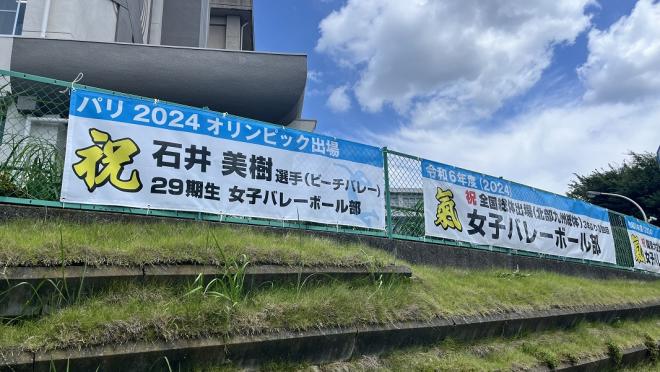 パリ 2024 オリンピック出場
祝 石井 美樹 選手(ビーチバレー)
29期生 女子バレーボール部
令和6年度(2024)
祝 全国総体出場(北部九州総体)
氣 女子バレーボール部
氣